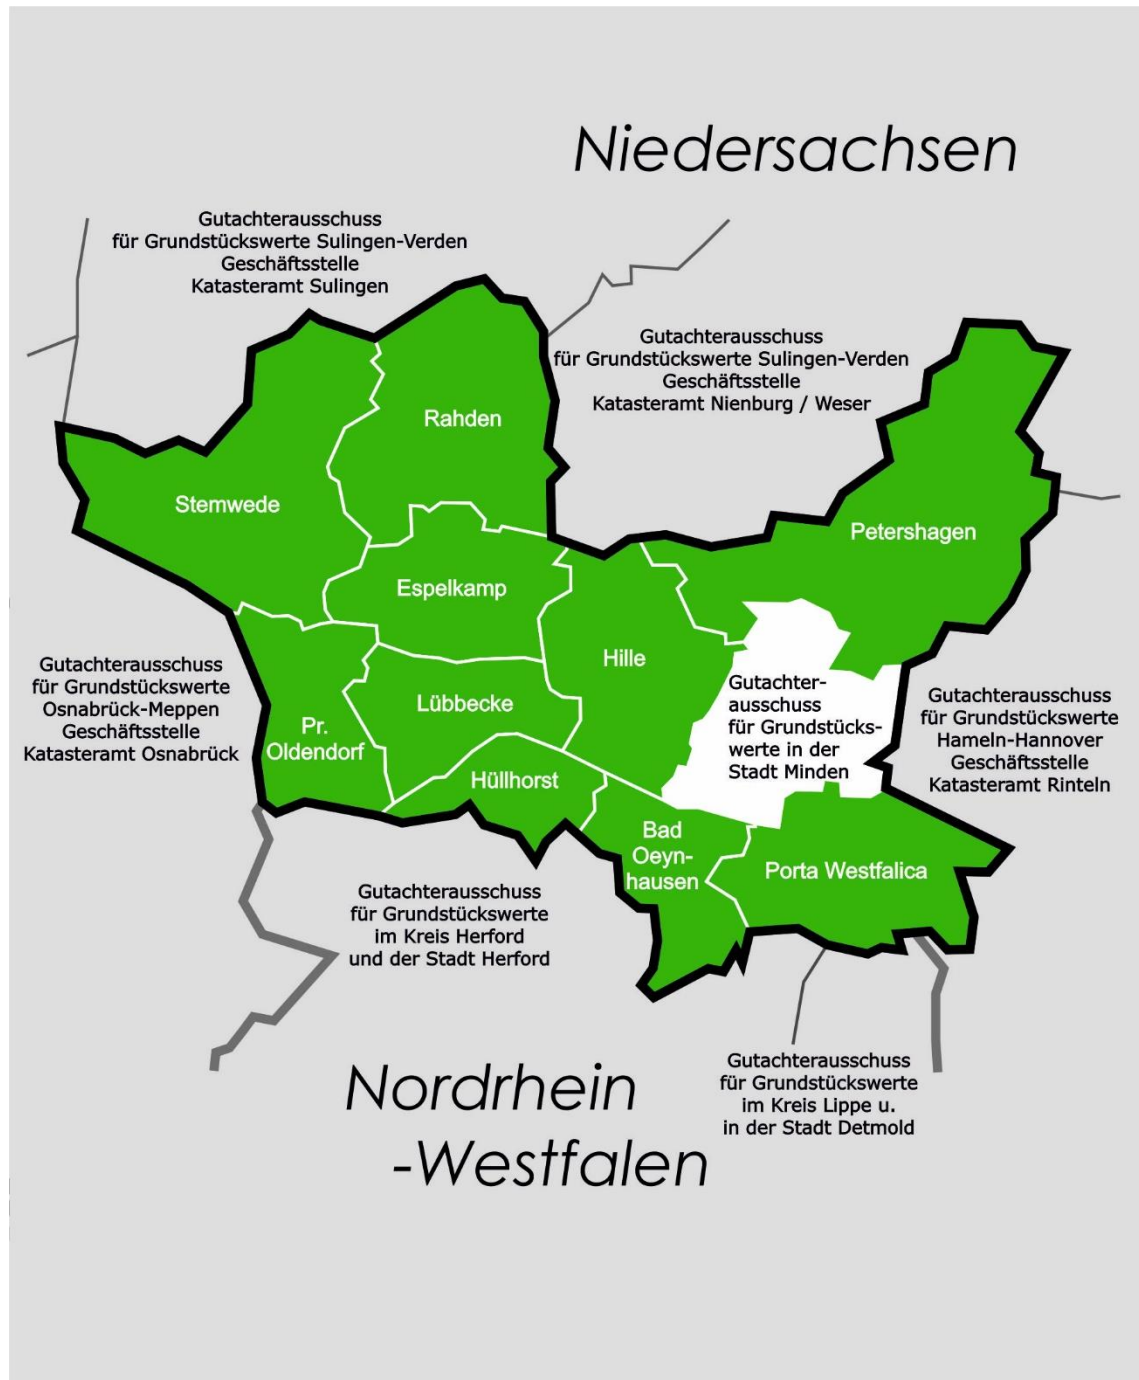 Niedersachsen
Gutachterausschuss
für Grundstückswerte Sulingen-Verden
Geschäftsstelle
Katasteramt Sulingen
Gutachterausschuss
für Grundstückswerte Sulingen-Verden
Geschäftsstelle
Katasteramt Nienburg / Weser
Rahden
Stemwede
Petershagen
Espelkamp
Hille
Lübbecke
Pr.
Oldendorf
Hüllhorst
Gutachter-
ausschuss
für Grundstücks-
werte in der
Stadt Minden
Gutachterausschuss
für Grundstückswerte
Osnabrück-Meppen
Geschäftsstelle
Katasteramt Osnabrück
Gutachterausschuss
für Grundstückswerte
Hameln-Hannover
Geschäftsstelle
Katasteramt Rinteln
Bad
Oeyn-
hausen
Porta Westfalica
Gutachterausschuss
für Grundstückswerte
im Kreis Herford
und der Stadt Herford
Gutachterausschuss
für Grundstückswerte
im Kreis Lippe u.
in der Stadt Detmold
Nordrhein
-Westfalen